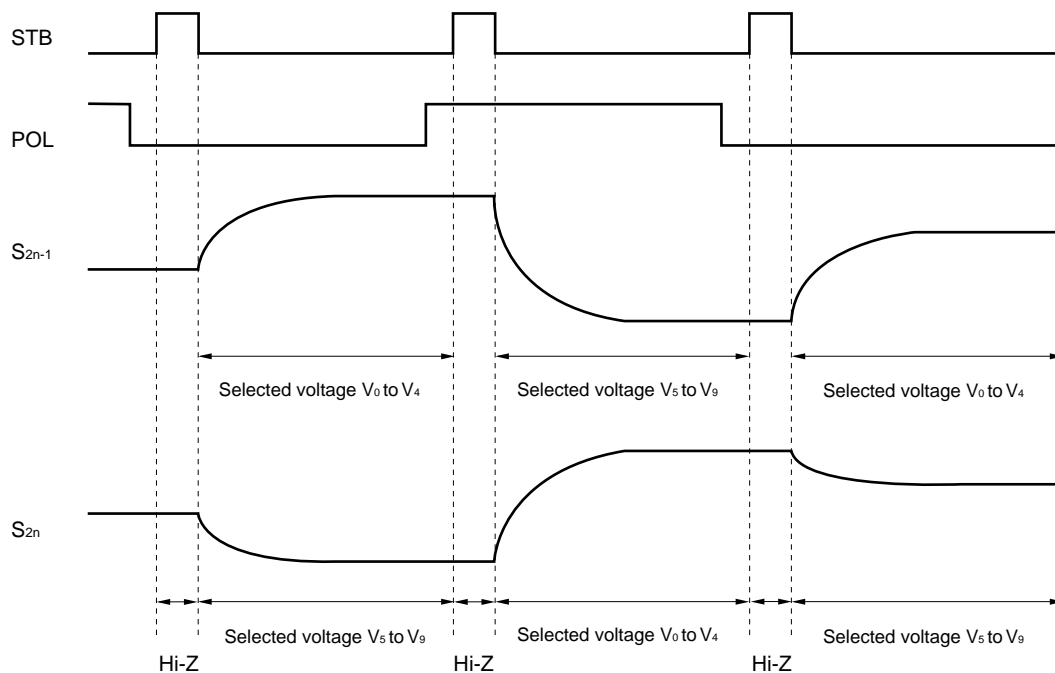 STB
POL
S2n-1
Selected voltage V0 to V4 Selected voltage V5 to V9 Selected voltage V0 to V4
S2n
Selected voltage V5 to V9 Selected voltage V0 to V4 Selected voltage V5 to V9
Hi-Z Hi-Z Hi-Z